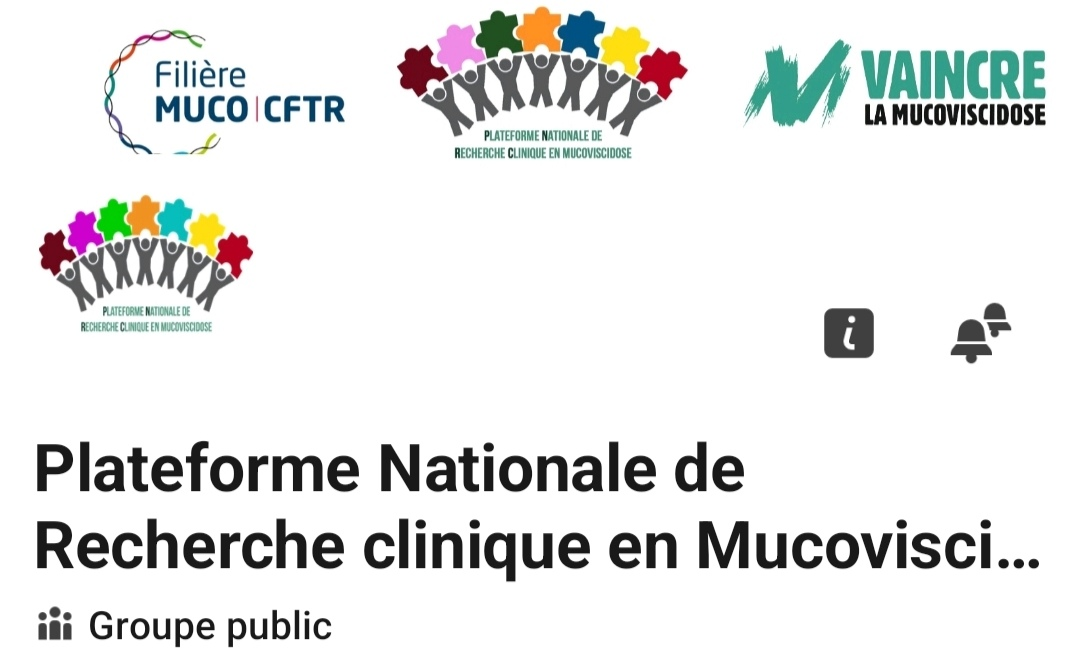 Filière
MUCO|CFTR
PLATEFORME NATIONALE DE
RECHERCHE CLINIQUE EN MUCOVISCIDOSE
VAINCRE
LA MUCOVISCIDOSE
PLATEFORME NATIONALE DE
RECHERCHE CLINIQUE EN MUCOVISCIDOSE
i
Plateforme Nationale de
Recherche clinique en Mucovisci...
Groupe public